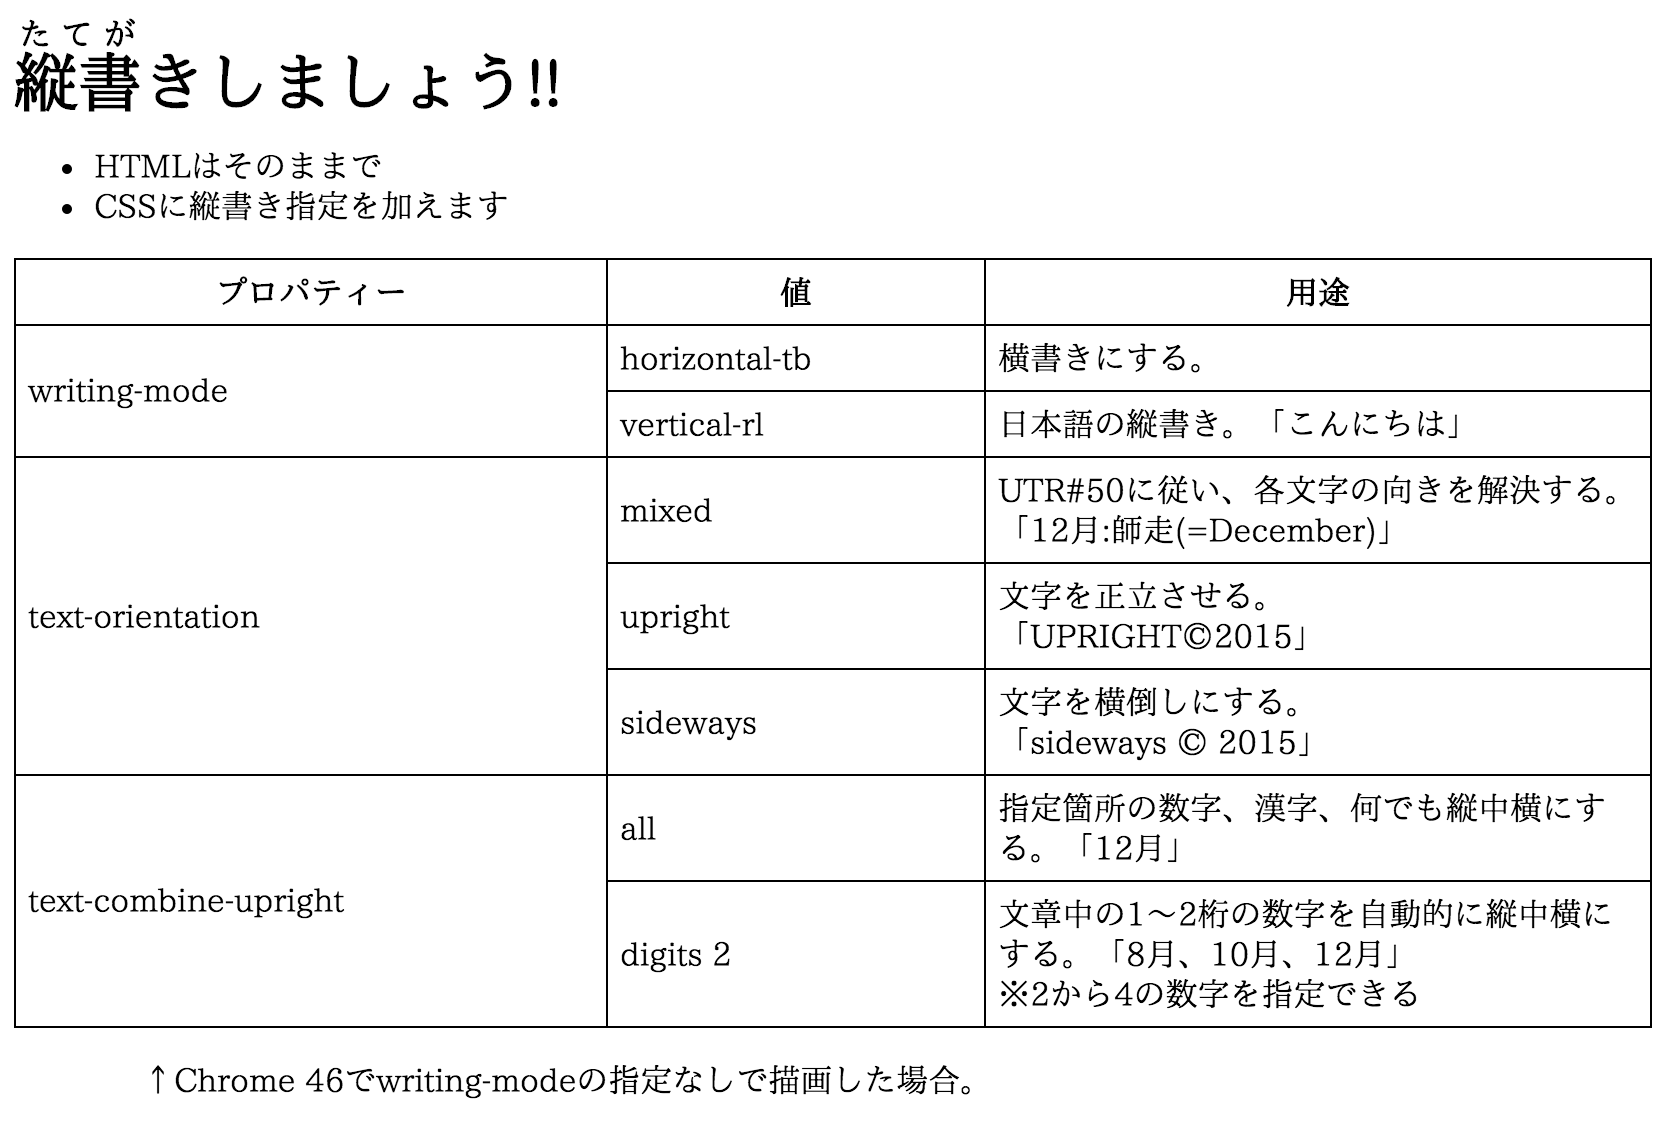 たてが
縦書きしましょう!!
• HTMLはそのままで
• CSSに縦書き指定を加えます
プロパティー 値 用途
writing-mode
horizontal-tb
横書きにする。
vertical-rl
日本語の縦書き。「こんにちは」
text-orientation
mixed
UTR#50に従い、各文字の向きを解決する。
「12月:師走(=December)」
upright
文字を正立させる。
「UPRIGHT©2015」
sideways
文字を横倒しにする。
「sideways © 2015」
text-combine-upright
all
指定箇所の数字、漢字、何でも縦中横にす
る。「12月」
digits 2
文章中の1〜2桁の数字を自動的に縦中横に
する。「8月、10月、12月」
※2から4の数字を指定できる
↑Chrome 46でwriting-modeの指定なしで描画した場合。